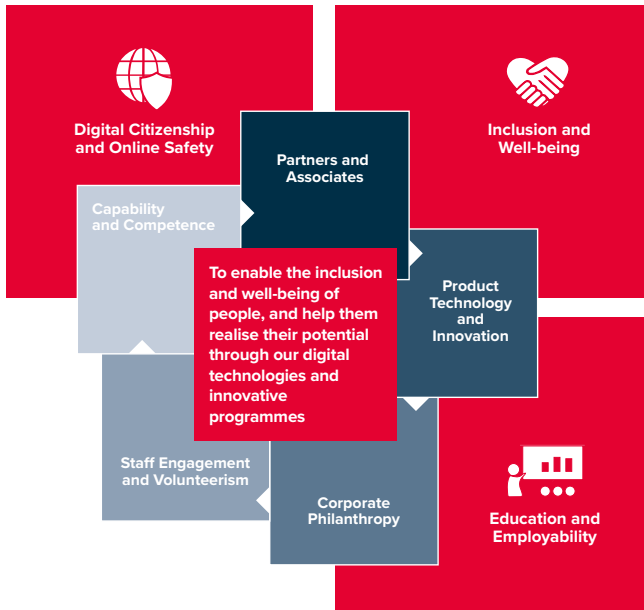 Digital Citizenship
and Online Safety
Inclusion and
Well-being
Partners and
Associates
Capability
and Competence
To enable the inclusion
and well-being of
people, and help them
realise their potential
through our digital
technologies and
innovative
programmes
Product
Technology
and
Innovation
Staff Engagement
and Volunteerism
Corporate
Philanthropy
Education and
Employability